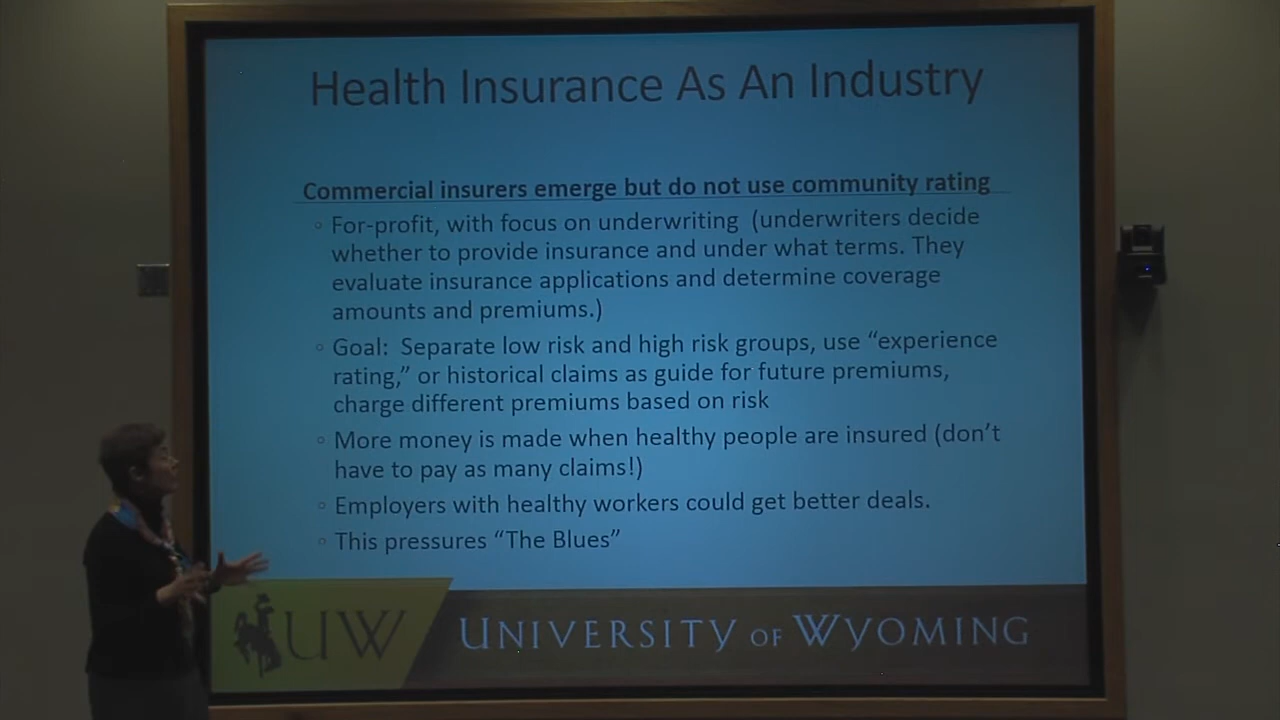 Health Insurance As An Industry
Commercial insurers emerge but do not use community rating
◦ For-profit, with focus on underwriting (underwriters decide
whether to provide insurance and under what terms. They
evaluate insurance applications and determine coverage
amounts and premiums.)
◦ Goal: Separate low risk and high risk groups, use “experience
rating,” or historical claims as guide for future premiums,
charge different premiums based on risk
◦ More money is made when healthy people are insured (don’t
have to pay as many claims!)
◦ Employers with healthy workers could get better deals.
◦ This pressures “The Blues”
UW UNIVERSITY OF WYOMING